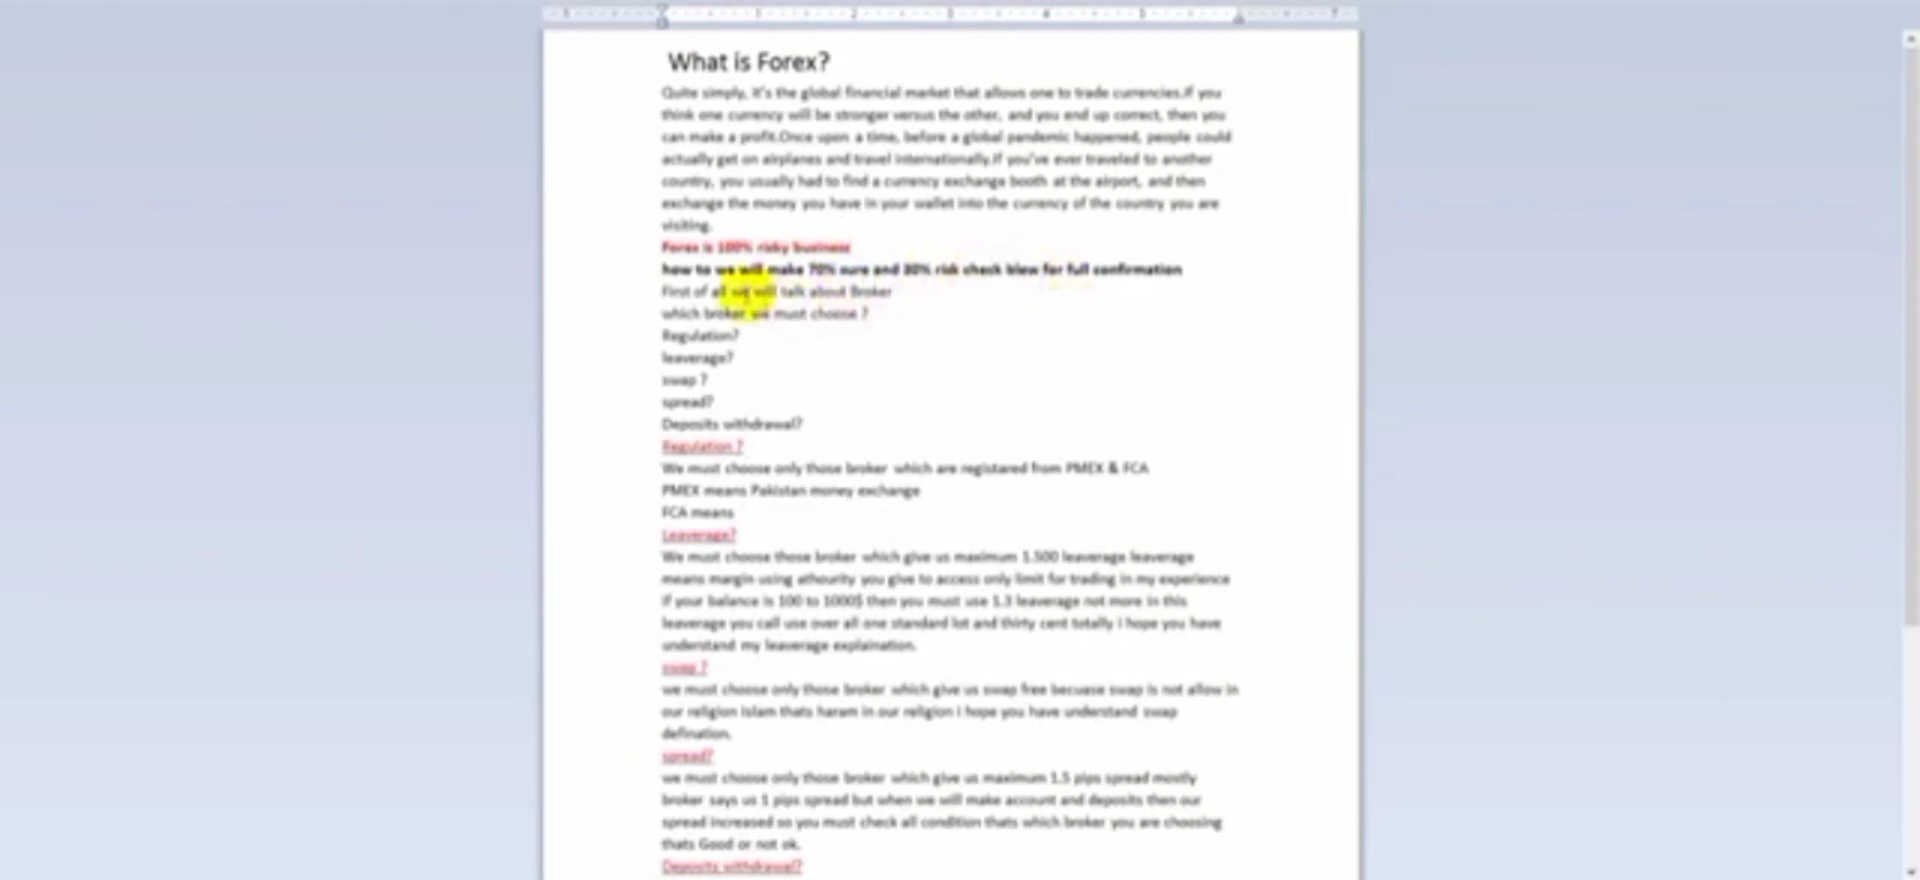 What is Forex?
Quite simply, it's the global financial market that allows one to trade currencies.If you
think one currency will be stronger versus the other, and you end up correct, then you
can make a profit.Once upon a time, before a global pandemic happened, people could
actually get on airplanes and travel internationally.If you've ever traveled to another
country, you usually had to find a currency exchange booth at the airport, and then
exchange the money you have in your wallet into the currency of the country you are
visiting.
Forex is 100% risky business
how to we will make 70% sure and 30% risk check blew for full confirmation
First of all we will talk about Broker
which broker we must choose ?
Regulation?
leaverage?
swap ?
spread?
Deposits withdrawal?
Regulation ?
We must choose only those broker which are registared from PMEX & FCA
PMEX means Pakistan money exchange
FCA means
Leaverage?
We must choose those broker which give us maximum 1.500 leaverage leaverage
means margin using athourity you give to access only limit for trading in my experience
if your balance is 100 to 1000$ then you must use 1.3 leaverage not more in this
leaverage you call use over all one standard lot and thirty cent totally i hope you have
understand my leaverage explaination.
swap ?
we must choose only those broker which give us swap free becuase swap is not allow in
our religion Islam thats haram in our religion i hope you have understand swap
defination.
spread?
we must choose only those broker which give us maximum 1.5 pips spread mostly
broker says us 1 pips spread but when we will make account and deposits then our
spread increased so you must check all condition thats which broker you are choosing
thats Good or not ok.
Deposits withdrawal?